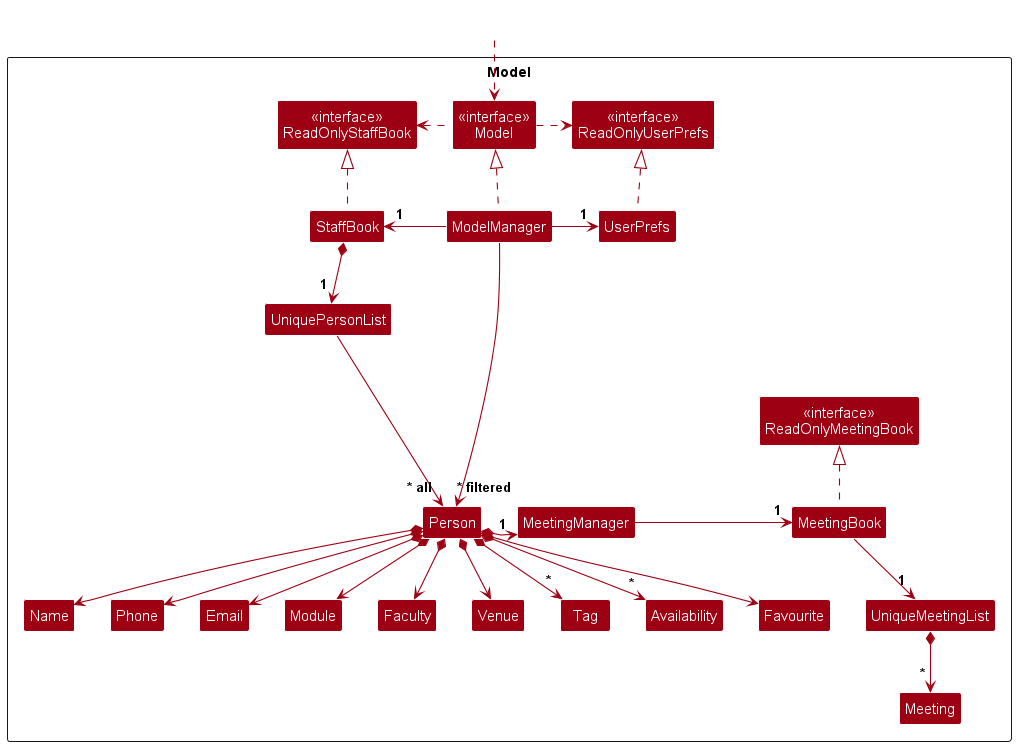 Model
«interface»
ReadOnlyStaffBook
«interface»
Model
«interface»
ReadOnlyUserPrefs
StaffBook
1
ModelManager
1
UserPrefs
1
UniquePersonList
«interface»
ReadOnlyMeetingBook
* all
* filtered
Person
1
MeetingManager
1
MeetingBook
*
*
1
Name
Phone
Email
Module
Faculty
Venue
Tag
Availability
Favourite
UniqueMeetingList
*
Meeting